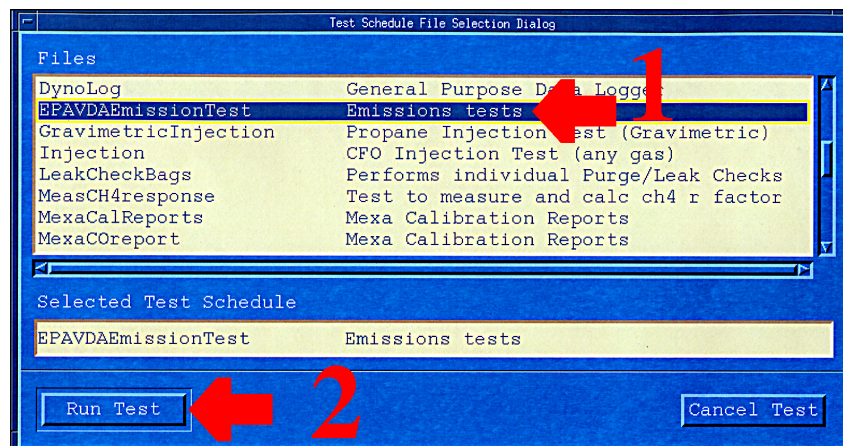 Test Schedule File Selection Dialog
Files
1
DynoLog General Purpose Data Logger
EPAVDAEmissionTest Emissions tests
GravimetricInjection Propane Injection Test (Gravimetric)
Injection CFO Injection Test (any gas)
LeakCheckBags Performs individual Purge/Leak Checks
MeasCH4response Test to measure and calc ch4 r factor
MexaCalReports Mexa Calibration Reports
MexaCOreport Mexa Calibration Reports
Selected Test Schedule
EPAVDAEmissionTest Emissions tests
Run Test 2 Cancel Test